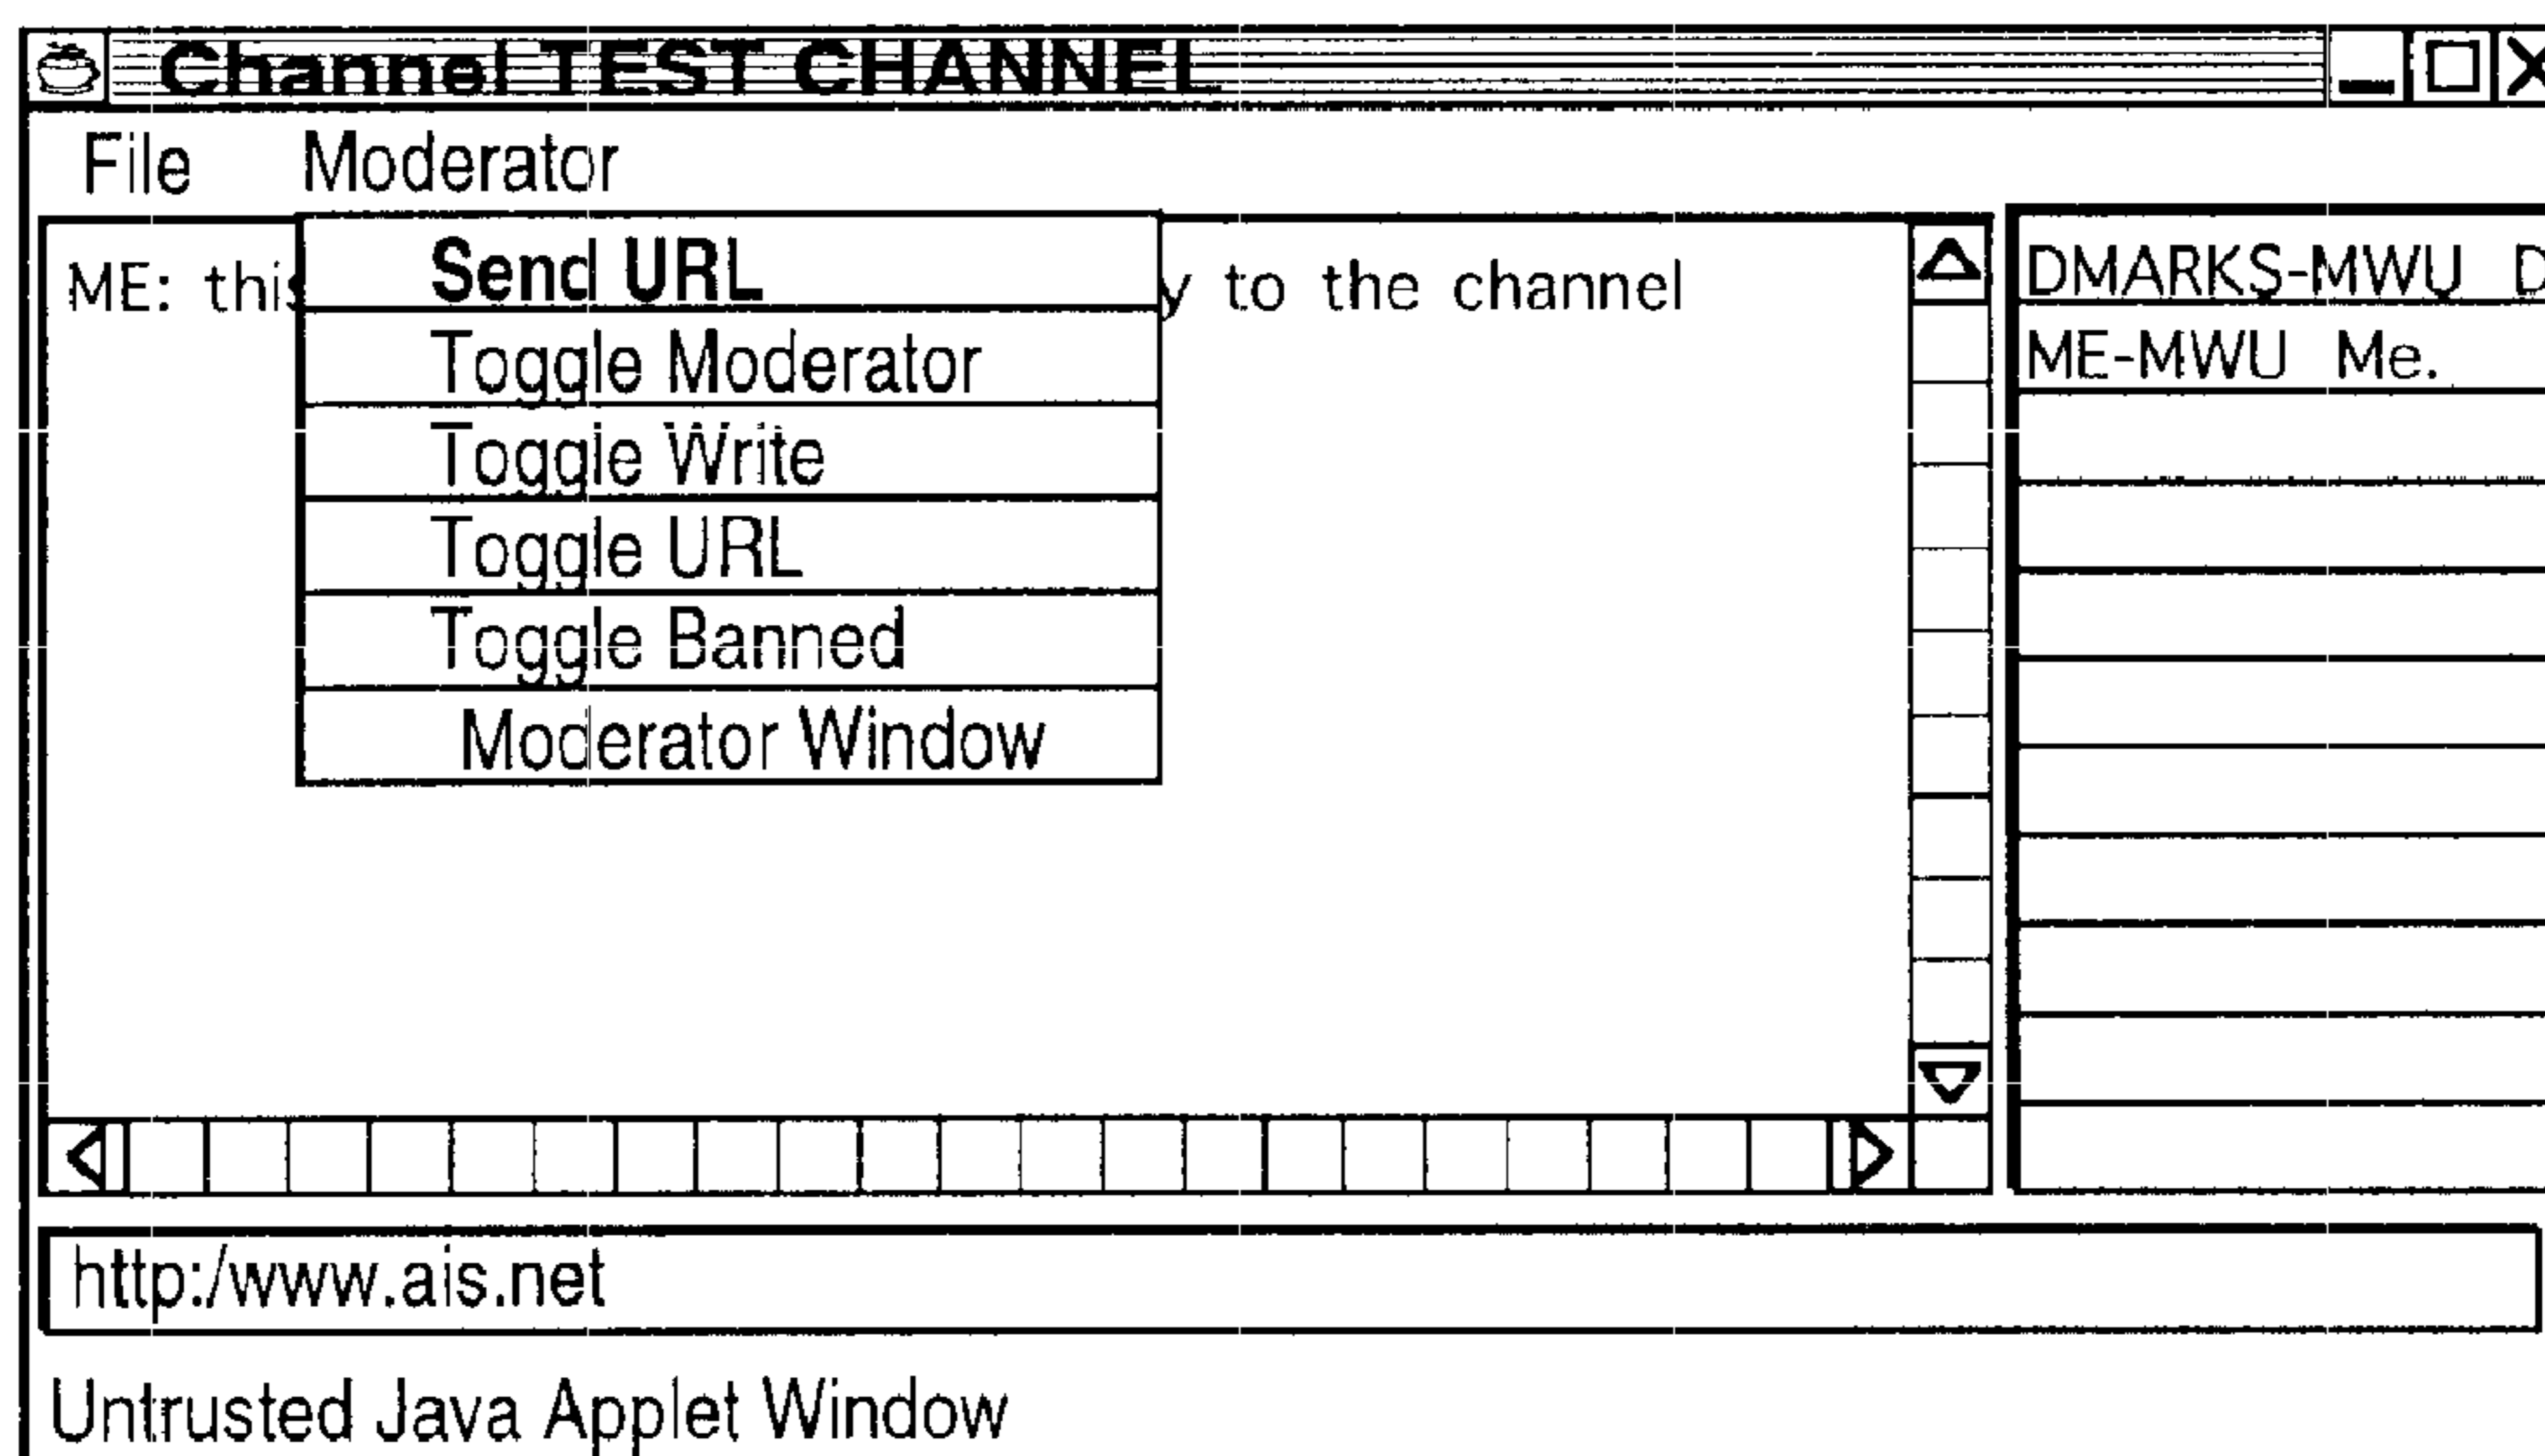 Channel TEST CHANNEL
File Moderator
ME: this y to the channel
Send URL
Toggle Moderator
Toggle Write
Toggle URL
Toggle Banned
Moderator Window
DMARKS-MWU D
ME-MWU Me.
http:/www.ais.net
Untrusted Java Applet Window